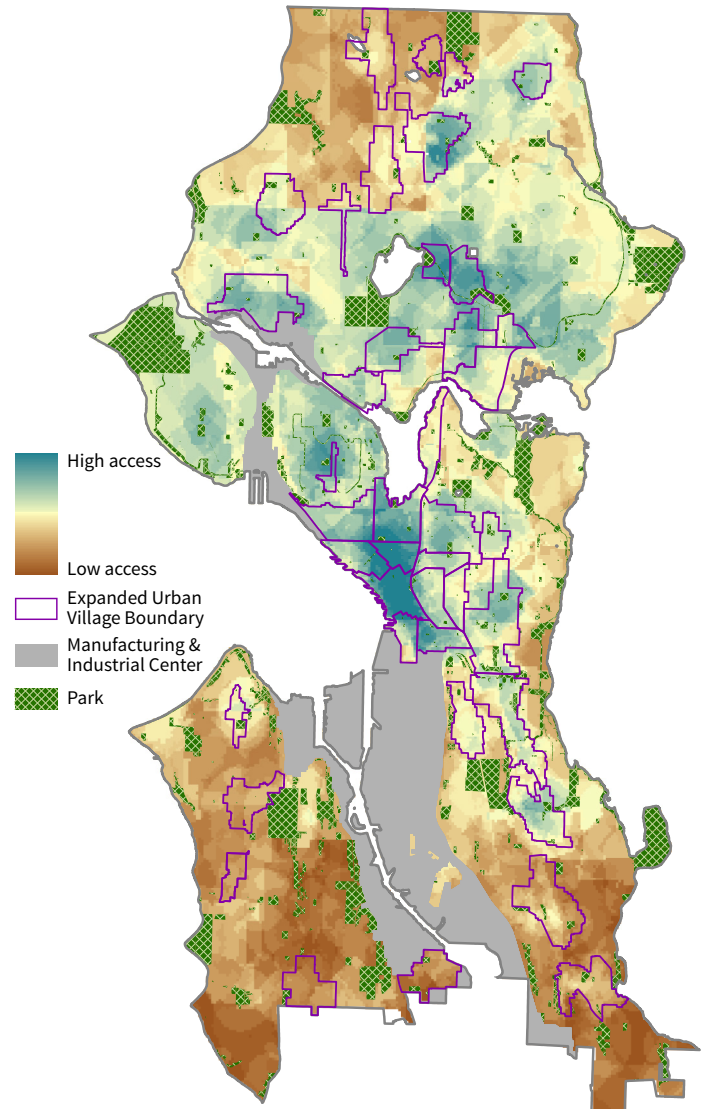 High access
Low access
Expanded Urban
Village Boundary
Manufacturing &
Industrial Center
Park